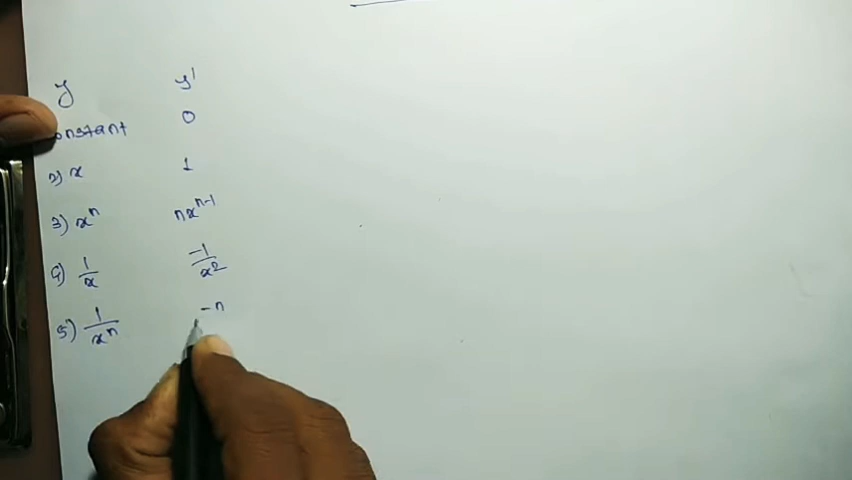 y y'
onstant 0
2) x 1
3) xⁿ nxⁿ⁻¹
4) 1/x -1/x²
5) 1/xⁿ -n